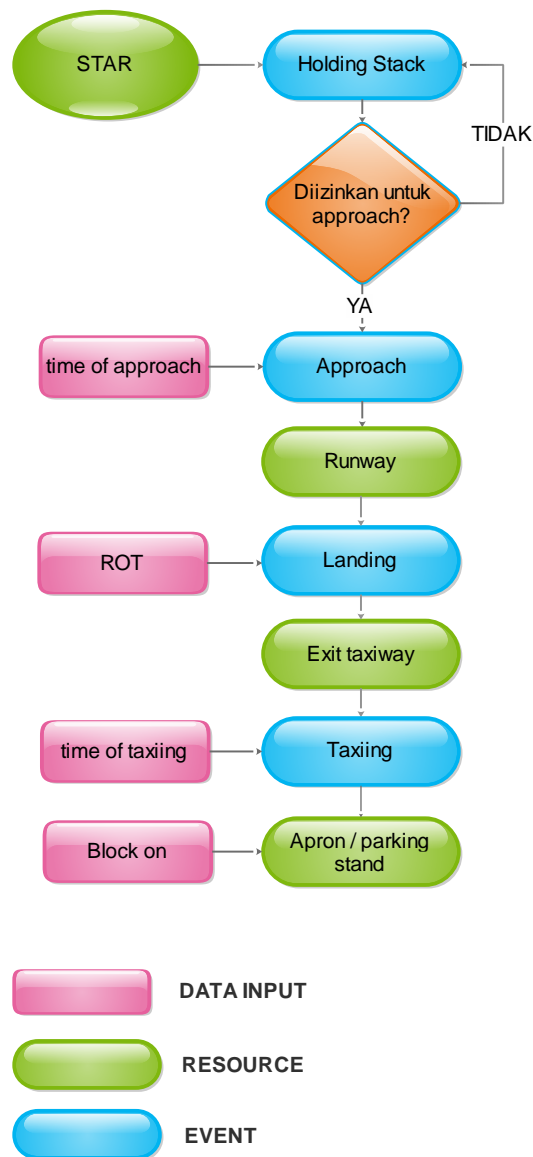 STAR
Holding Stack
TIDAK
Diizinkan untuk
approach?
YA
time of approach
Approach
Runway
ROT
Landing
Exit taxiway
time of taxiing
Taxiing
Block on
Apron / parking
stand
DATA INPUT
RESOURCE
EVENT